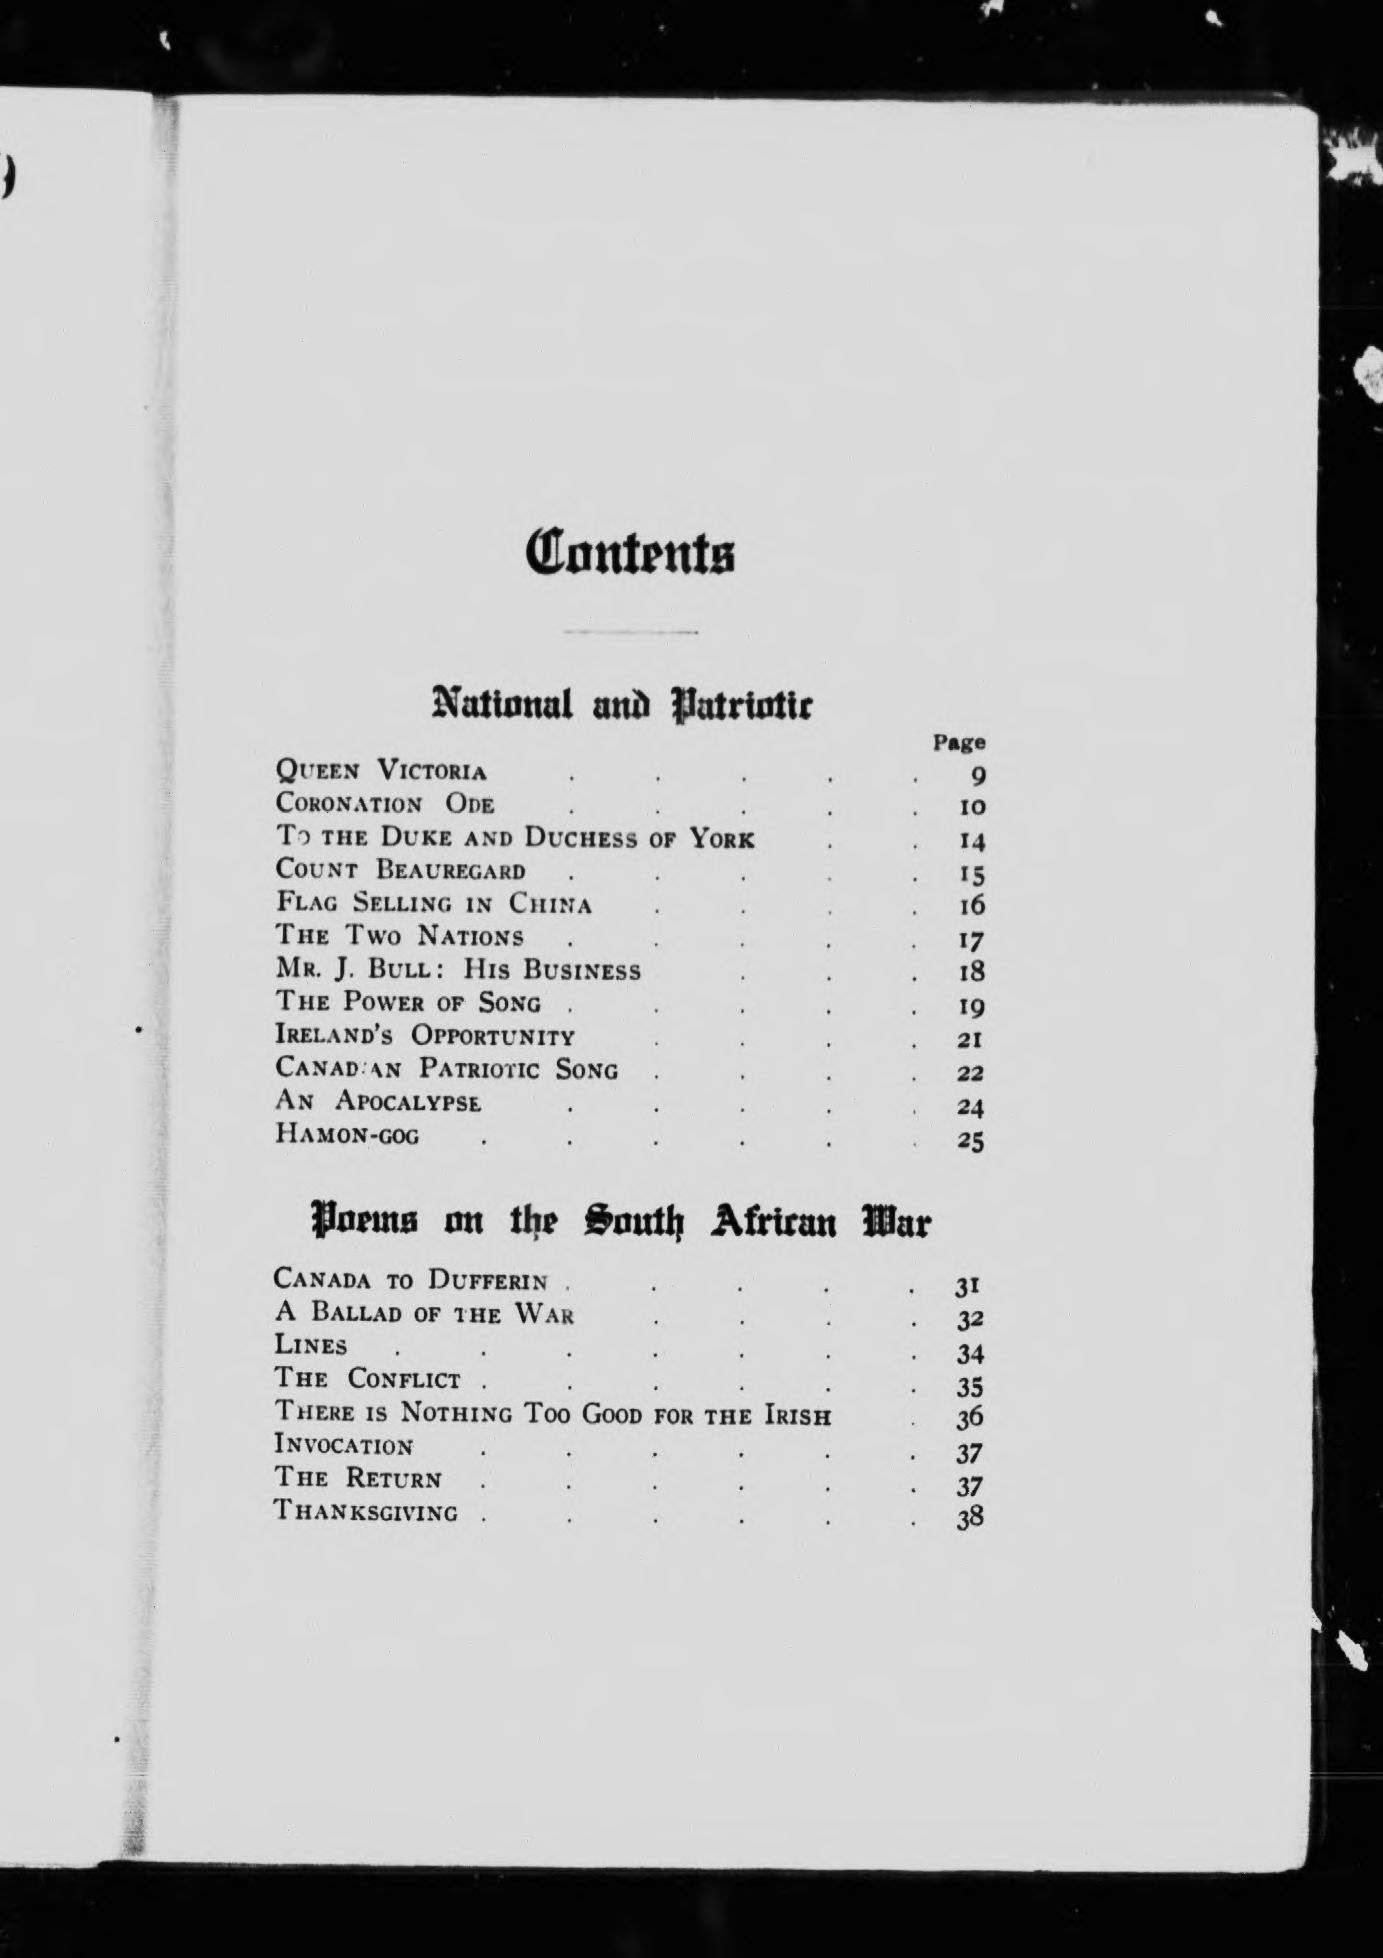 Contents
National and Patriotic
Page
Queen Victoria . . . . . 9
Coronation Ode . . . . . 10
To the Duke and Duchess of York . . 14
Count Beauregard . . . . . 15
Flag Selling in China . . . . 16
The Two Nations . . . . . 17
Mr. J. Bull: His Business . . . 18
The Power of Song . . . . . 19
Ireland's Opportunity . . . . 21
Canadian Patriotic Song . . . . 22
An Apocalypse . . . . . 24
Hamon-gog . . . . . . 25
Poems on the South African War
Canada to Dufferin . . . . . 31
A Ballad of the War . . . . 32
Lines . . . . . . . 34
The Conflict . . . . . . 35
There is Nothing Too Good for the Irish . 36
Invocation . . . . . . 37
The Return . . . . . . 37
Thanksgiving . . . . . . 38